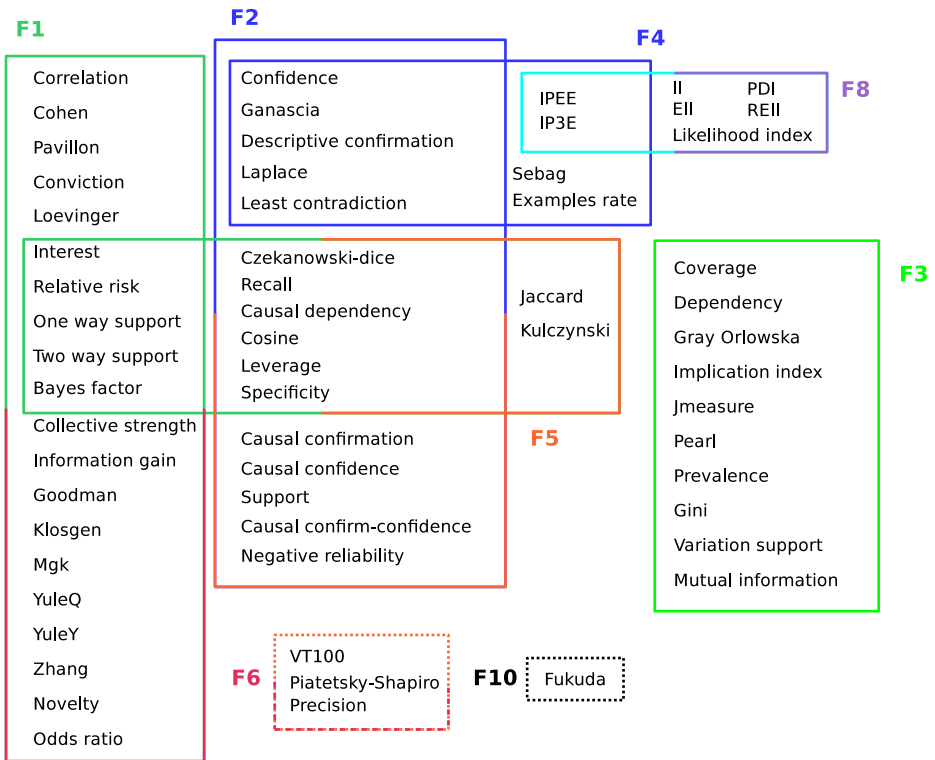 F1
F2
F4
F8
F3
F5
F6
F10
Correlation
Cohen
Pavillon
Conviction
Loevinger
Interest
Relative risk
One way support
Two way support
Bayes factor
Collective strength
Information gain
Goodman
Klosgen
Mgk
YuleQ
YuleY
Zhang
Novelty
Odds ratio
Confidence
Ganascia
Descriptive confirmation
Laplace
Least contradiction
Czekanowski-dice
Recall
Causal dependency
Cosine
Leverage
Specificity
Causal confirmation
Causal confidence
Support
Causal confirm-confidence
Negative reliability
VT100
Piatetsky-Shapiro
Precision
IPEE
IP3E
Sebag
Examples rate
Jaccard
Kulczynski
Fukuda
II PDI
EII REII
Likelihood index
Coverage
Dependency
Gray Orlowska
Implication index
Jmeasure
Pearl
Prevalence
Gini
Variation support
Mutual information